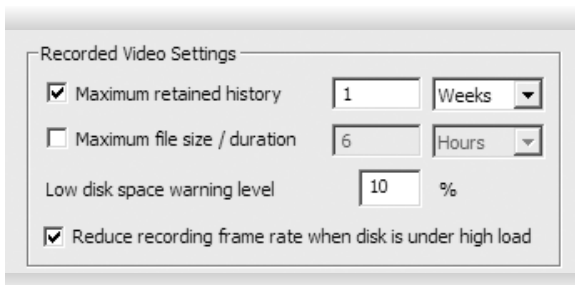 Recorded Video Settings
Maximum retained history 1 Weeks
Maximum file size / duration 6 Hours
Low disk space warning level 10 %
Reduce recording frame rate when disk is under high load